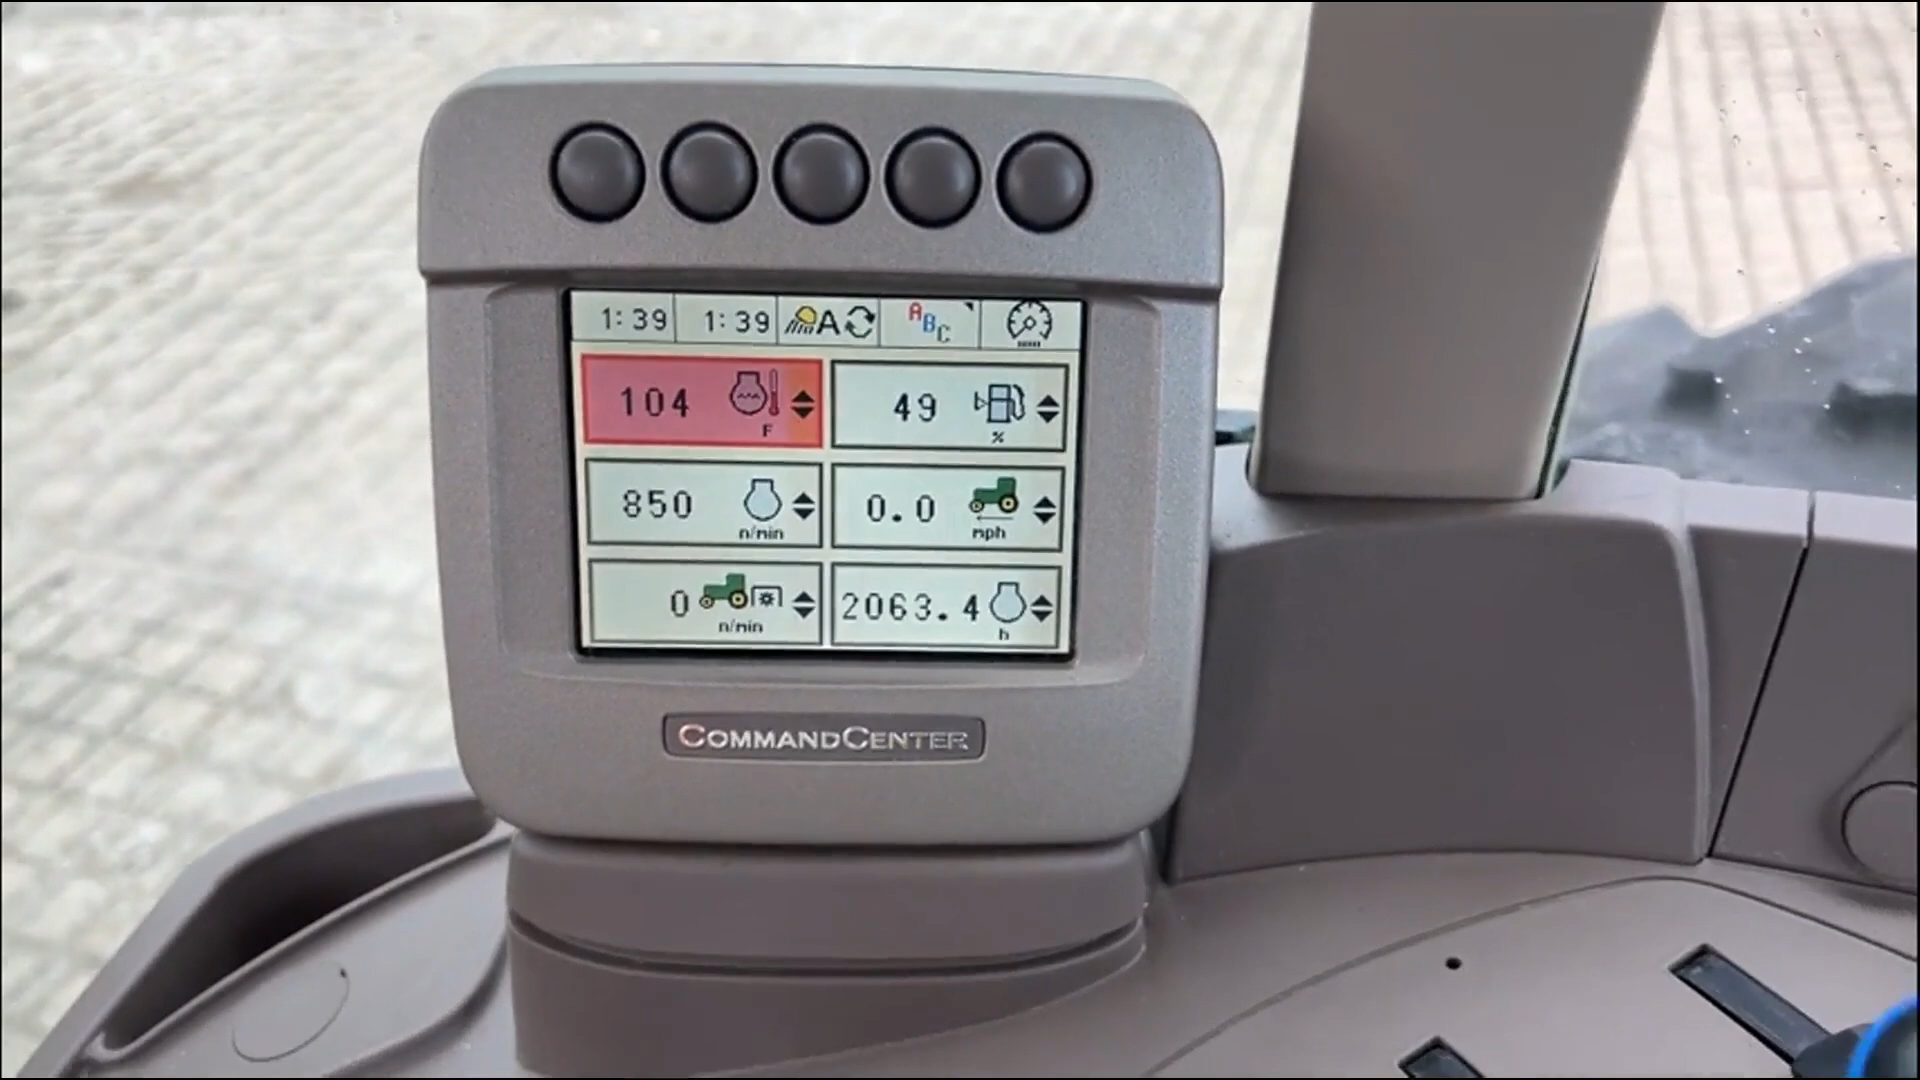 1:39 1:39 A ABC
104 F 49 %
850 n/min 0.0 mph
0 n/min 2063.4 h
COMMANDCENTER